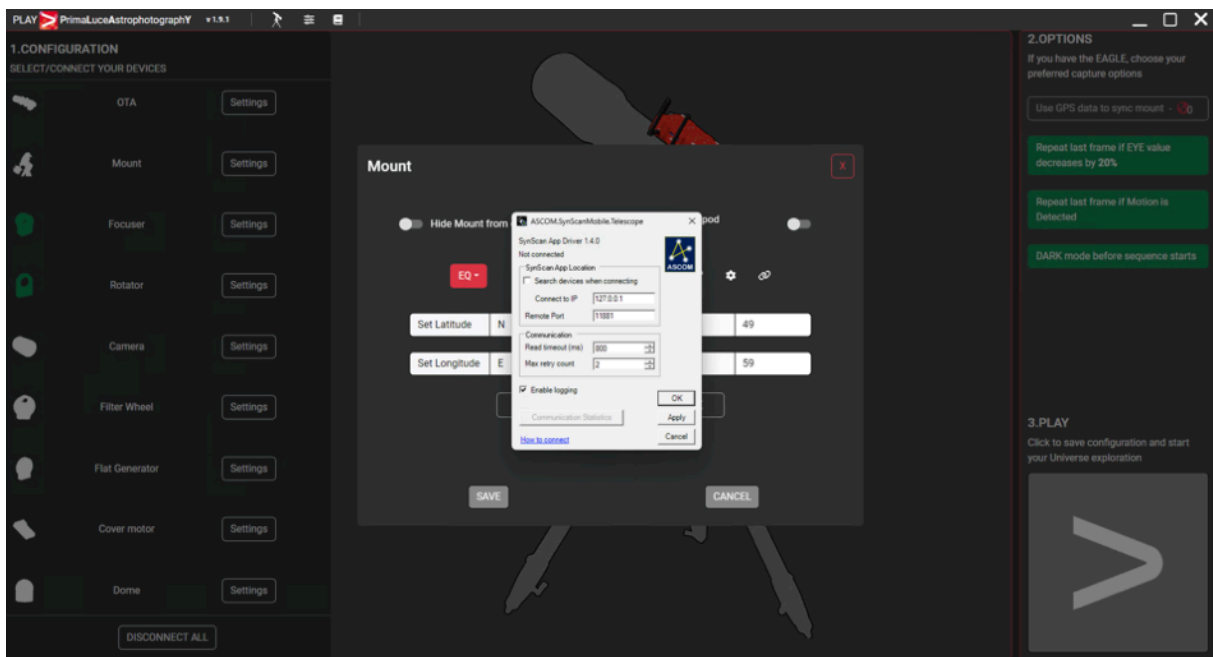 PLAY PrimaLuceAstrophotographY v 1.9.1
1.CONFIGURATION
SELECT/CONNECT YOUR DEVICES
OTA Settings
Mount Settings
Focuser Settings
Rotator Settings
Camera Settings
Filter Wheel Settings
Flat Generator Settings
Cover motor Settings
Dome Settings
DISCONNECT ALL
Mount
X
Hide Mount from
pod
EQ
Set Latitude N 49
Set Longitude E 59
SAVE
CANCEL
ASCOM.SynScanMobile.Telescope
SynScan App Driver 1.4.0
Not connected
ASCOM
SynScan App Location
Search devices when connecting
Connect to IP 127.0.0.1
Remote Port 11881
Communication
Read timeout (ms) 800
Max retry count 2
Enable logging
OK
Communication Statistics
Apply
How to connect
Cancel
2.OPTIONS
If you have the EAGLE, choose your
preferred capture options
Use GPS data to sync mount - 0
Repeat last frame if EYE value
decreases by 20%
Repeat last frame if Motion is
Detected
DARK mode before sequence starts
3.PLAY
Click to save configuration and start
your Universe exploration